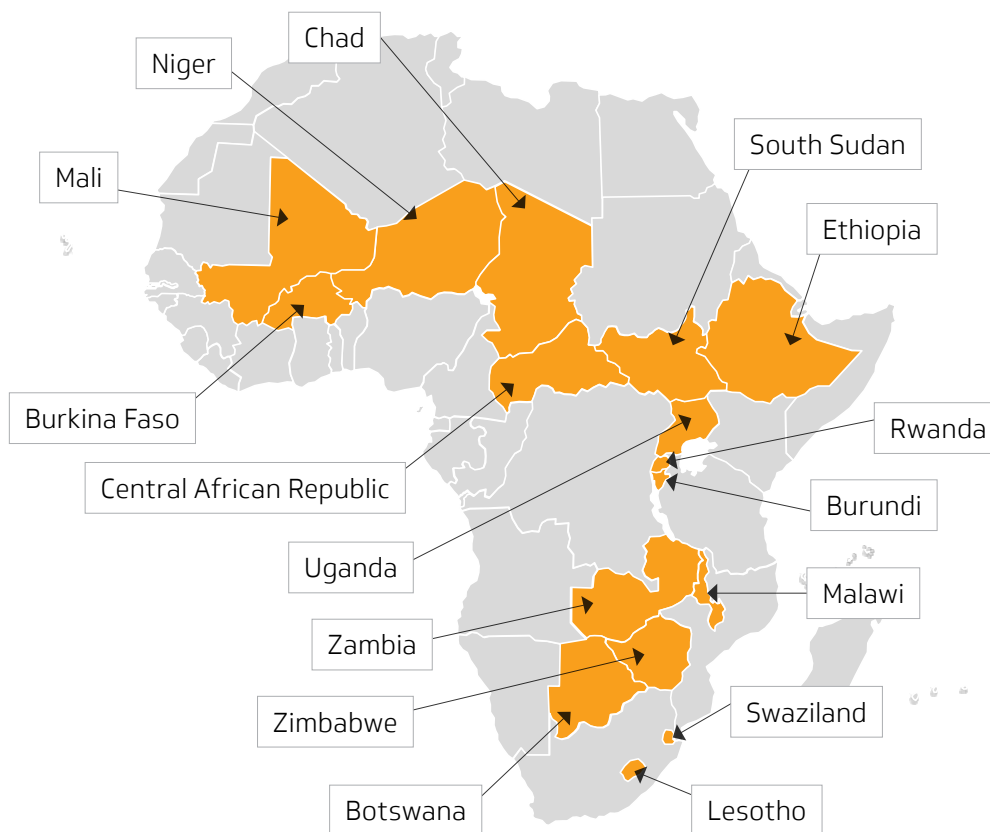 Chad
Niger
South Sudan
Mali
Ethiopia
Burkina Faso
Rwanda
Central African Republic
Burundi
Uganda
Malawi
Zambia
Swaziland
Zimbabwe
Botswana
Lesotho